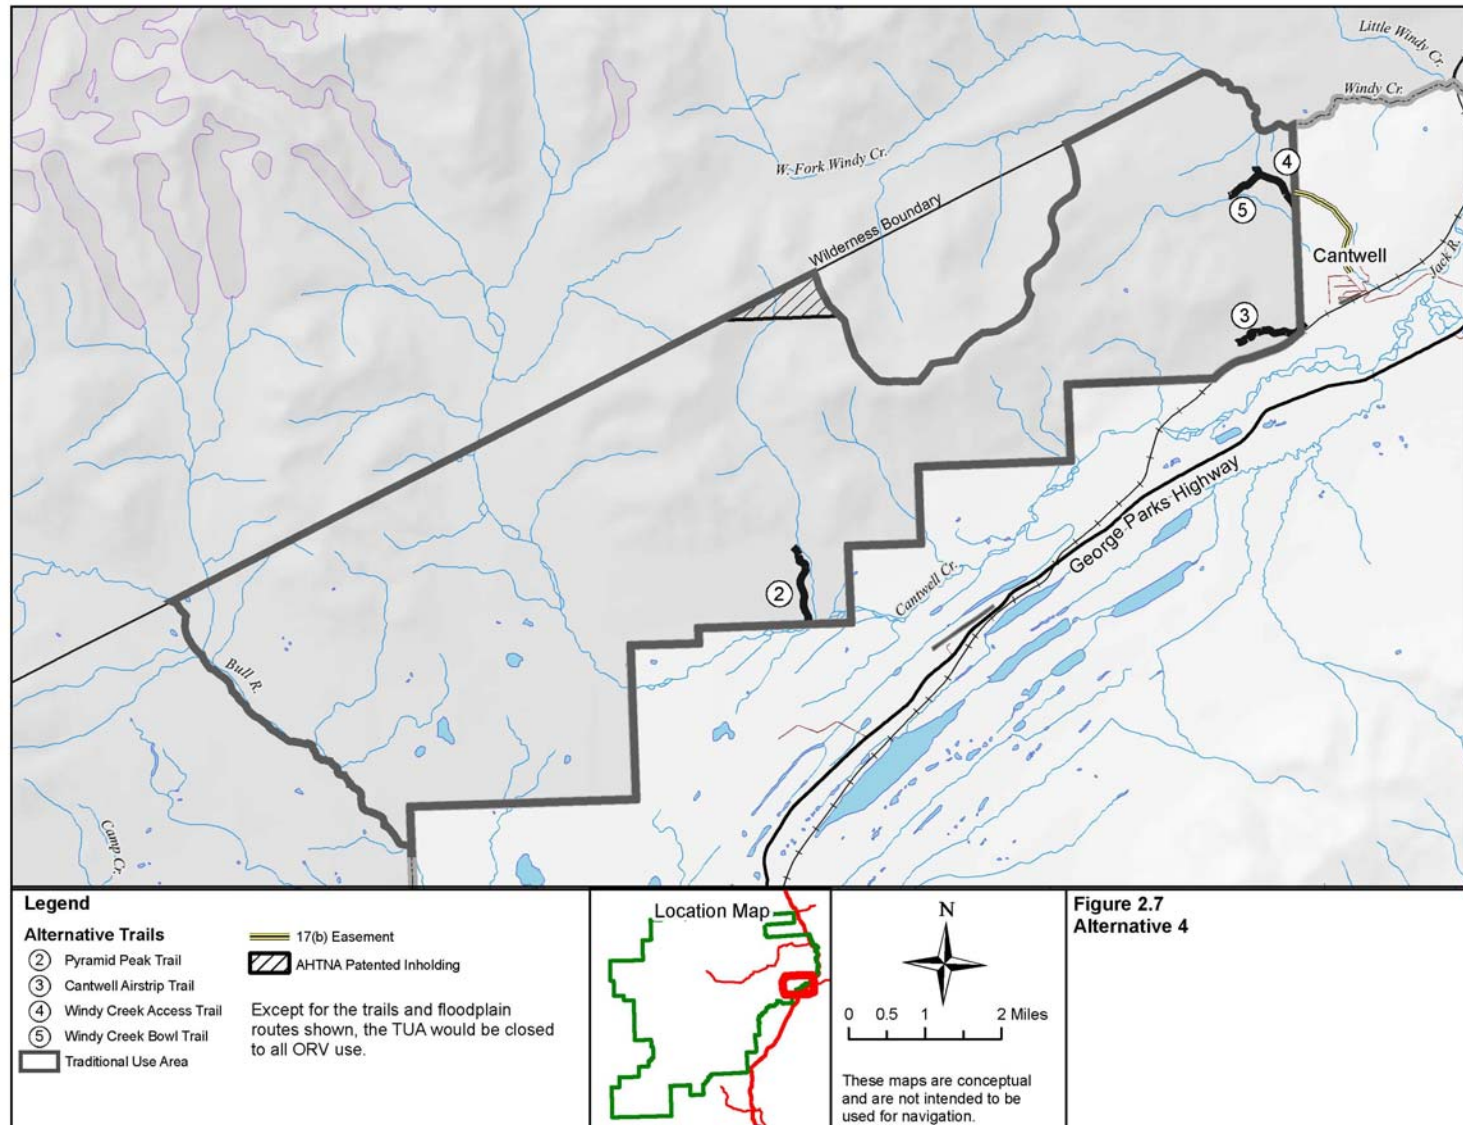 Little Windy Cr.
Windy Cr.
W. Fork Windy Cr.
4
5
Wilderness Boundary
Cantwell
Jack R.
3
George Parks Highway
Cantwell Cr.
2
Bull R.
Camp Cr.
Legend
Alternative Trails
2 Pyramid Peak Trail
3 Cantwell Airstrip Trail
4 Windy Creek Access Trail
5 Windy Creek Bowl Trail
Traditional Use Area
17(b) Easement
AHTNA Patented Inholding
Except for the trails and floodplain
routes shown, the TUA would be closed
to all ORV use.
Location Map
N
0 0.5 1 2 Miles
These maps are conceptual
and are not intended to be
used for navigation.
Figure 2.7
Alternative 4